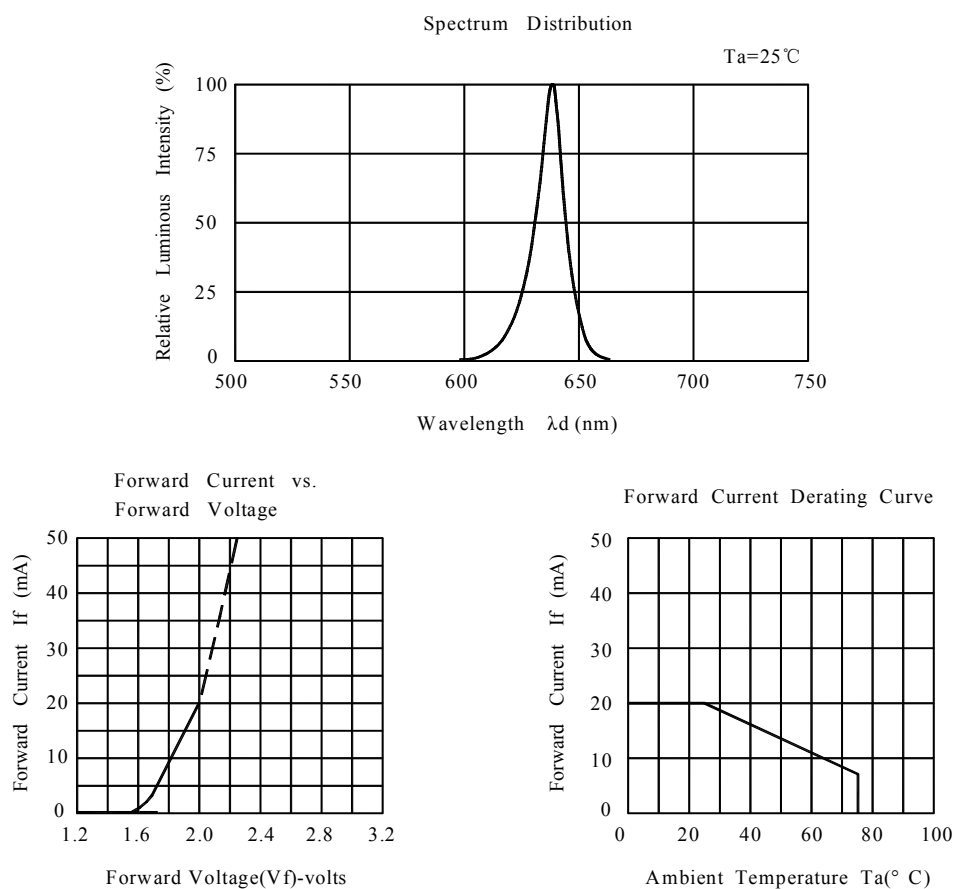 Spectrum Distribution
Ta=25℃
Relative Luminous Intensity (%)
100
75
50
25
0
500 550 600 650 700 750
Wavelength λd (nm)
Forward Current vs.
Forward Voltage
Forward Current If (mA)
50
40
30
20
10
0
1.2 1.6 2.0 2.4 2.8 3.2
Forward Voltage(Vf)-volts
Forward Current Derating Curve
Forward Current If (mA)
50
40
30
20
10
0
0 20 40 60 80 100
Ambient Temperature Ta(° C)